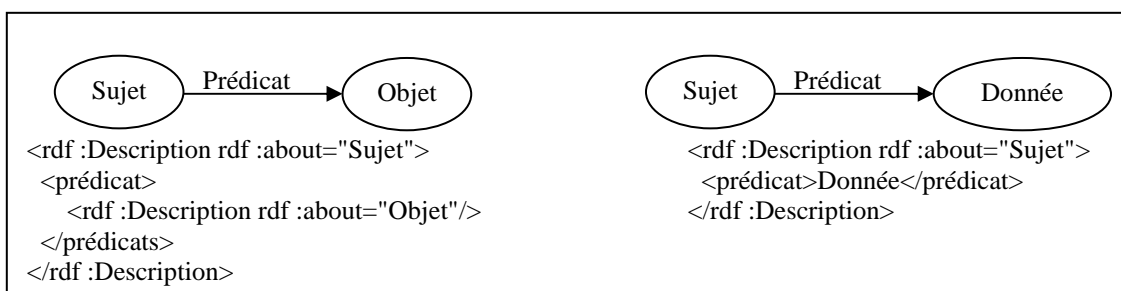 Sujet Prédicat Objet
<rdf :Description rdf :about="Sujet">
<prédicat>
<rdf :Description rdf :about="Objet"/>
</prédicats>
</rdf :Description>
Sujet Prédicat Donnée
<rdf :Description rdf :about="Sujet">
<prédicat>Donnée</prédicat>
</rdf :Description>